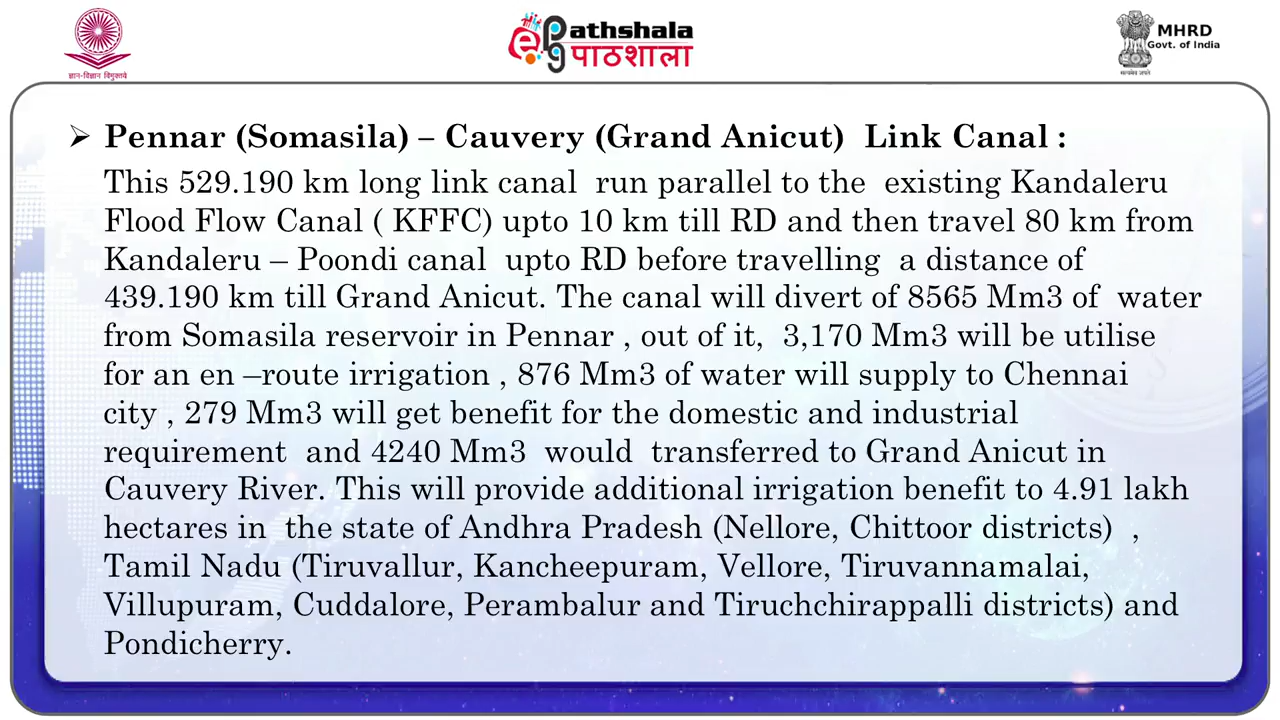 ज्ञान-विज्ञान विमुक्तये
Pathshala
पाठशाला
MHRD
Govt. of India
सत्यमेव जयते
➢ Pennar (Somasila) – Cauvery (Grand Anicut) Link Canal :
This 529.190 km long link canal run parallel to the existing Kandaleru
Flood Flow Canal ( KFFC) upto 10 km till RD and then travel 80 km from
Kandaleru – Poondi canal upto RD before travelling a distance of
439.190 km till Grand Anicut. The canal will divert of 8565 Mm3 of water
from Somasila reservoir in Pennar , out of it, 3,170 Mm3 will be utilise
for an en –route irrigation , 876 Mm3 of water will supply to Chennai
city , 279 Mm3 will get benefit for the domestic and industrial
requirement and 4240 Mm3 would transferred to Grand Anicut in
Cauvery River. This will provide additional irrigation benefit to 4.91 lakh
hectares in the state of Andhra Pradesh (Nellore, Chittoor districts) ,
Tamil Nadu (Tiruvallur, Kancheepuram, Vellore, Tiruvannamalai,
Villupuram, Cuddalore, Perambalur and Tiruchchirappalli districts) and
Pondicherry.